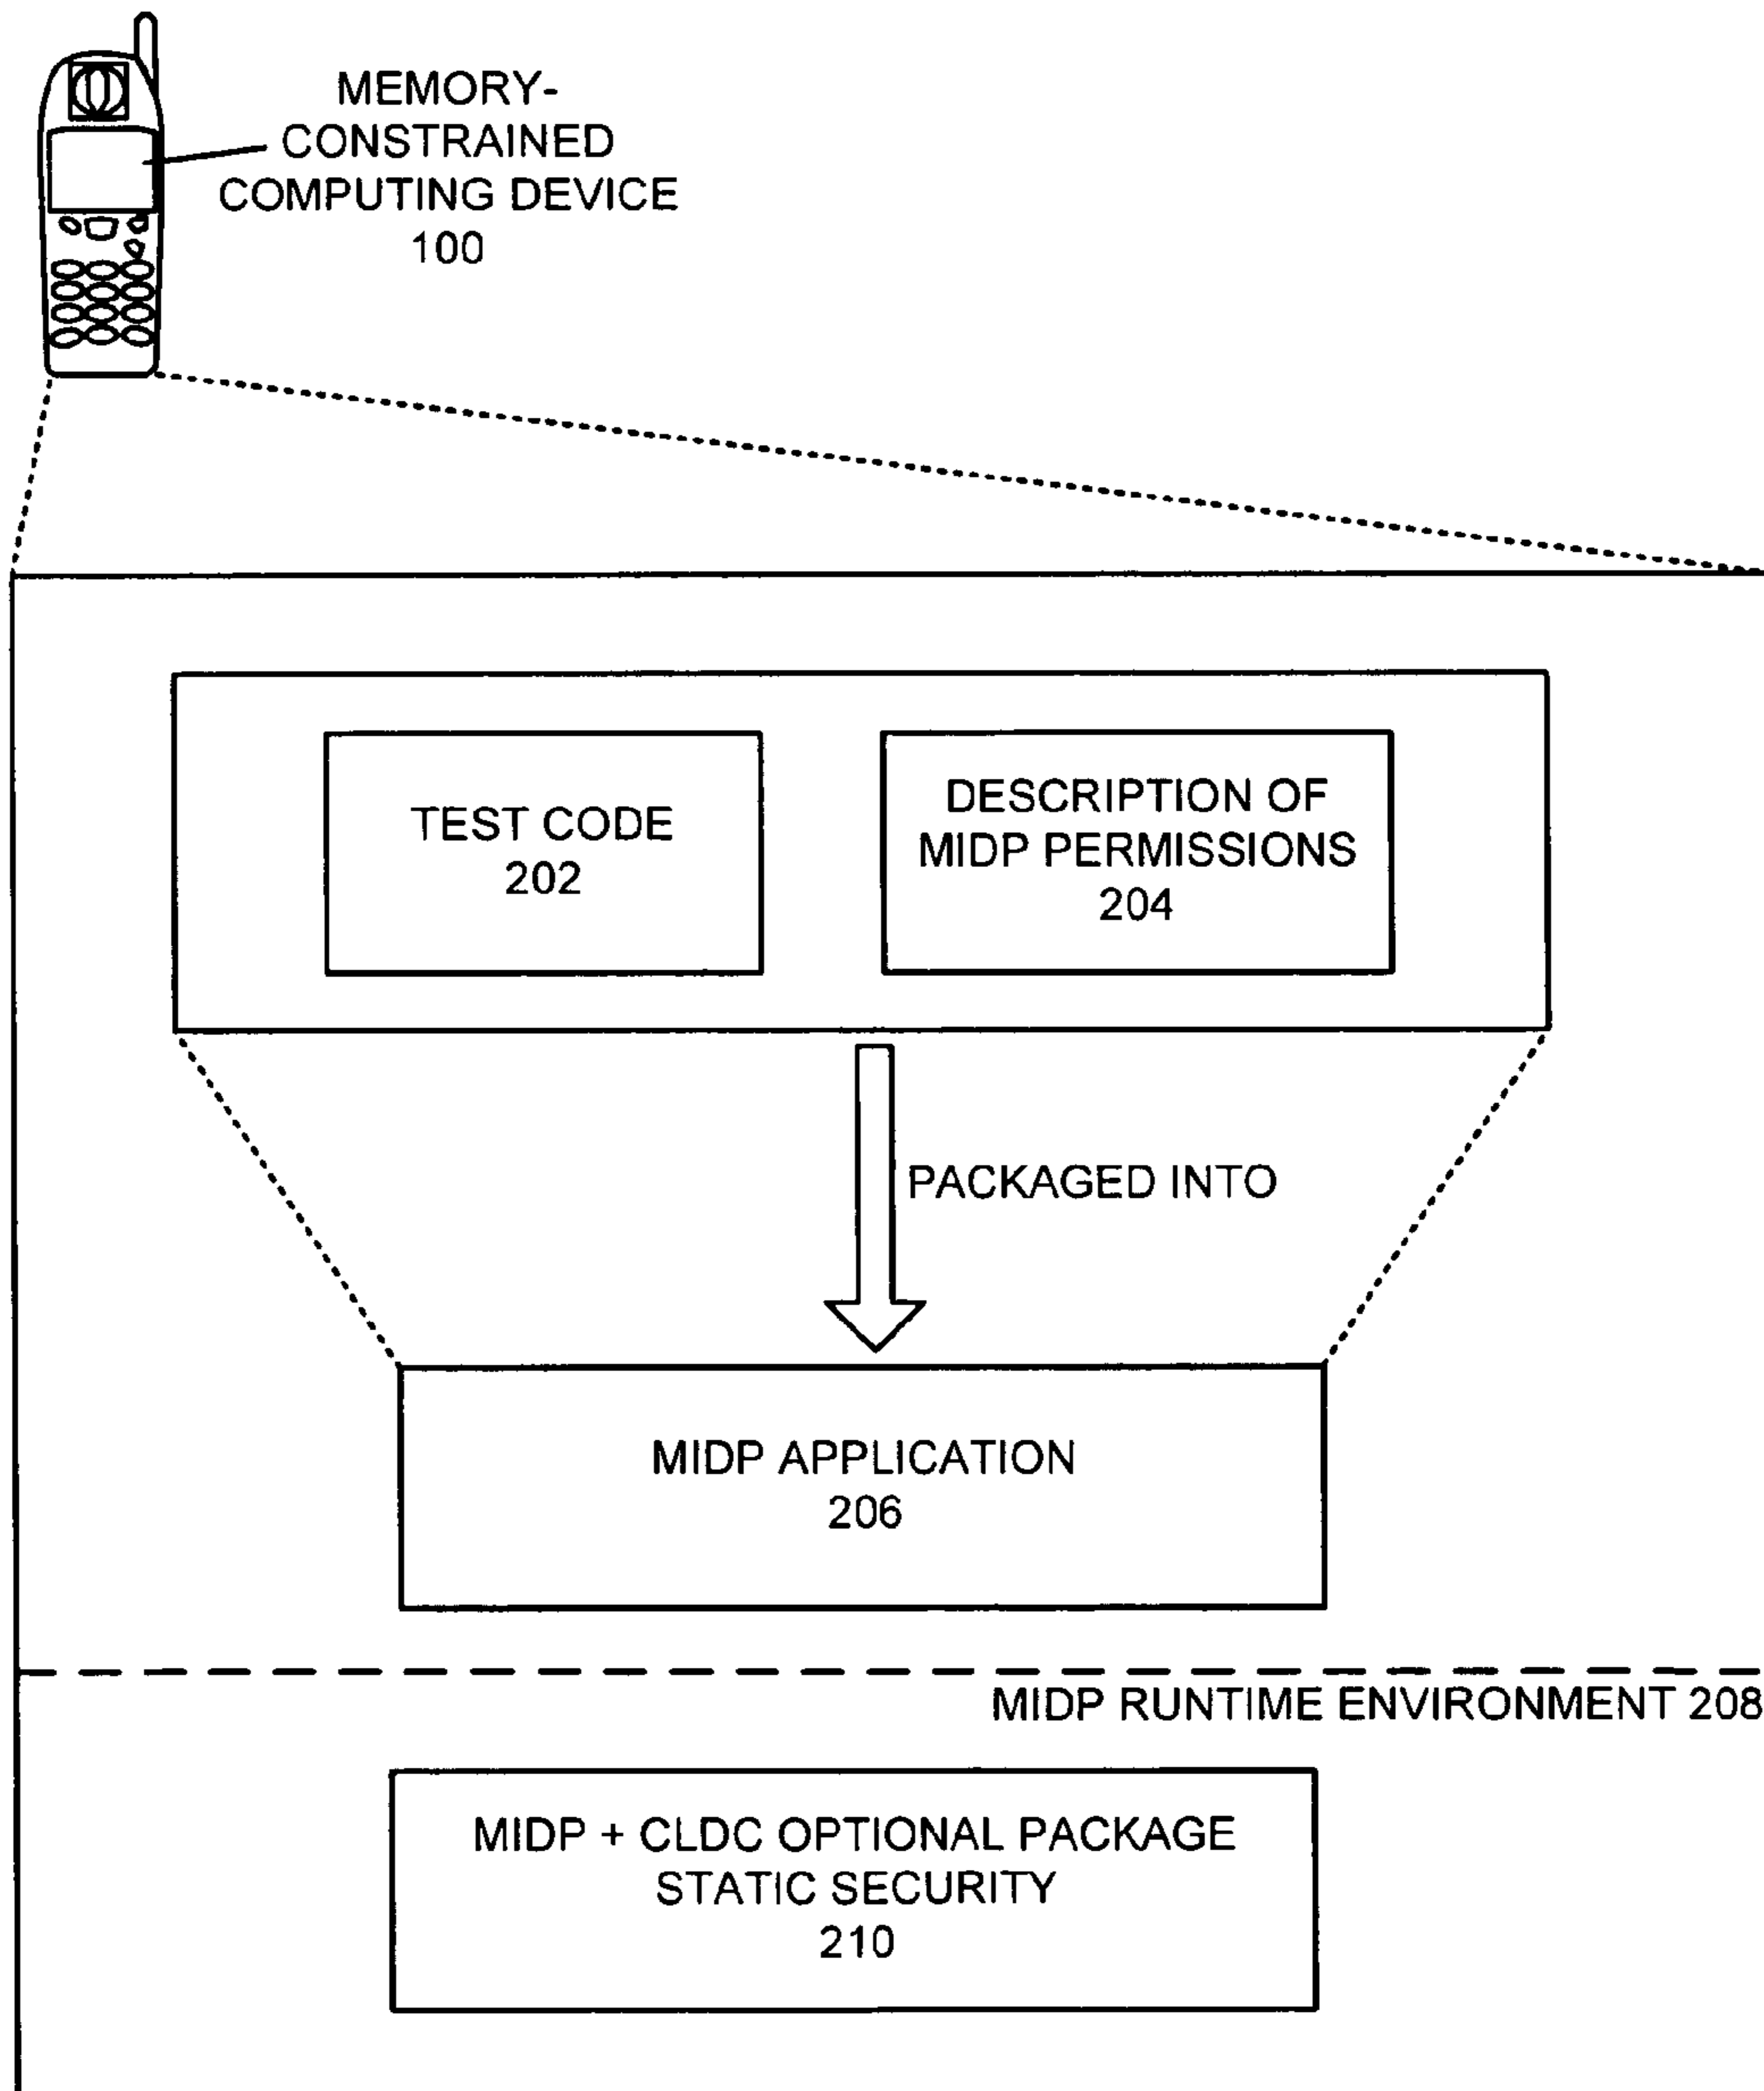 MEMORY-
CONSTRAINED
COMPUTING DEVICE
100
TEST CODE
202
DESCRIPTION OF
MIDP PERMISSIONS
204
PACKAGED INTO
MIDP APPLICATION
206
MIDP RUNTIME ENVIRONMENT 208
MIDP + CLDC OPTIONAL PACKAGE
STATIC SECURITY
210